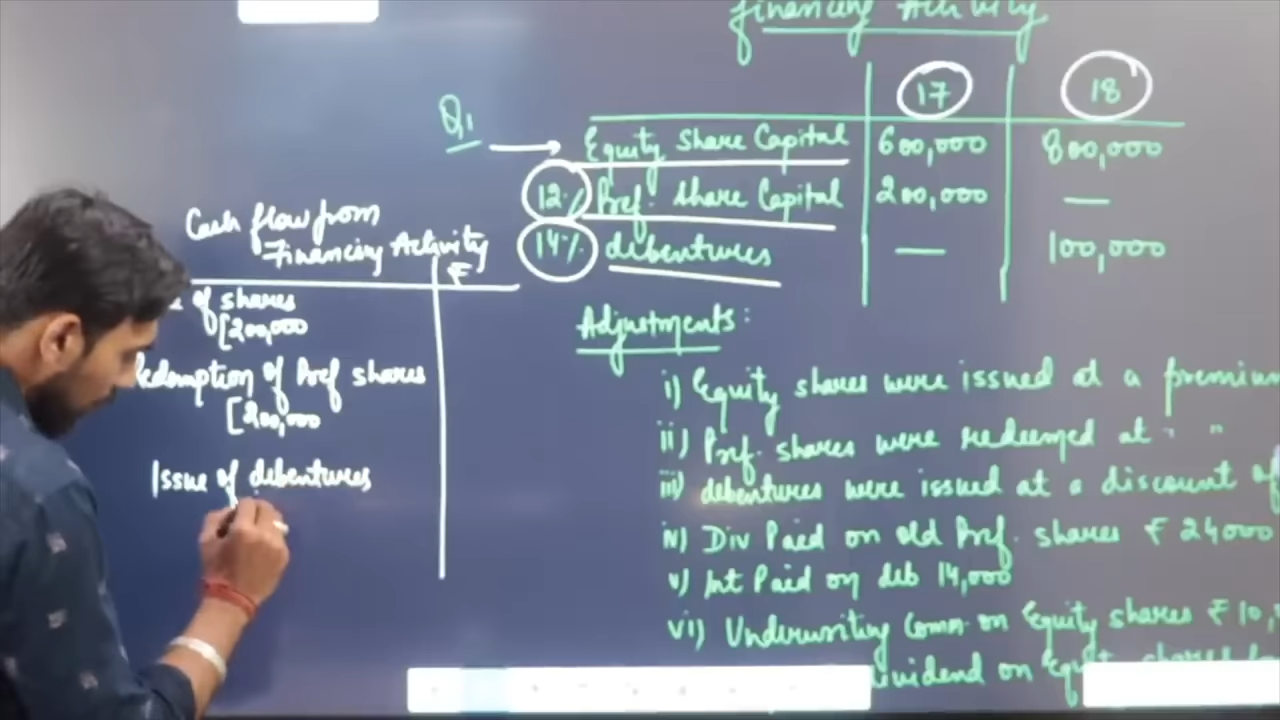 Financing Activity
17 18
Q1 → Equity Share Capital 600,000 800,000
12% Pref. Share Capital 200,000 —
14% debentures — 100,000
Cash flow from
Financing Activity
₹
of shares
[200,000
Redemption of Pref shares
[200,000
Issue of debentures
Adjustments:
i) Equity shares were issued at a premium
ii) Pref. shares were redeemed at " "
iii) debentures were issued at a discount of
iv) Div Paid on old Pref. shares ₹ 24000
v) Int Paid on deb 14,000
vi) Underwriting Comm on Equity shares ₹ 10,
dividend on Equity shares